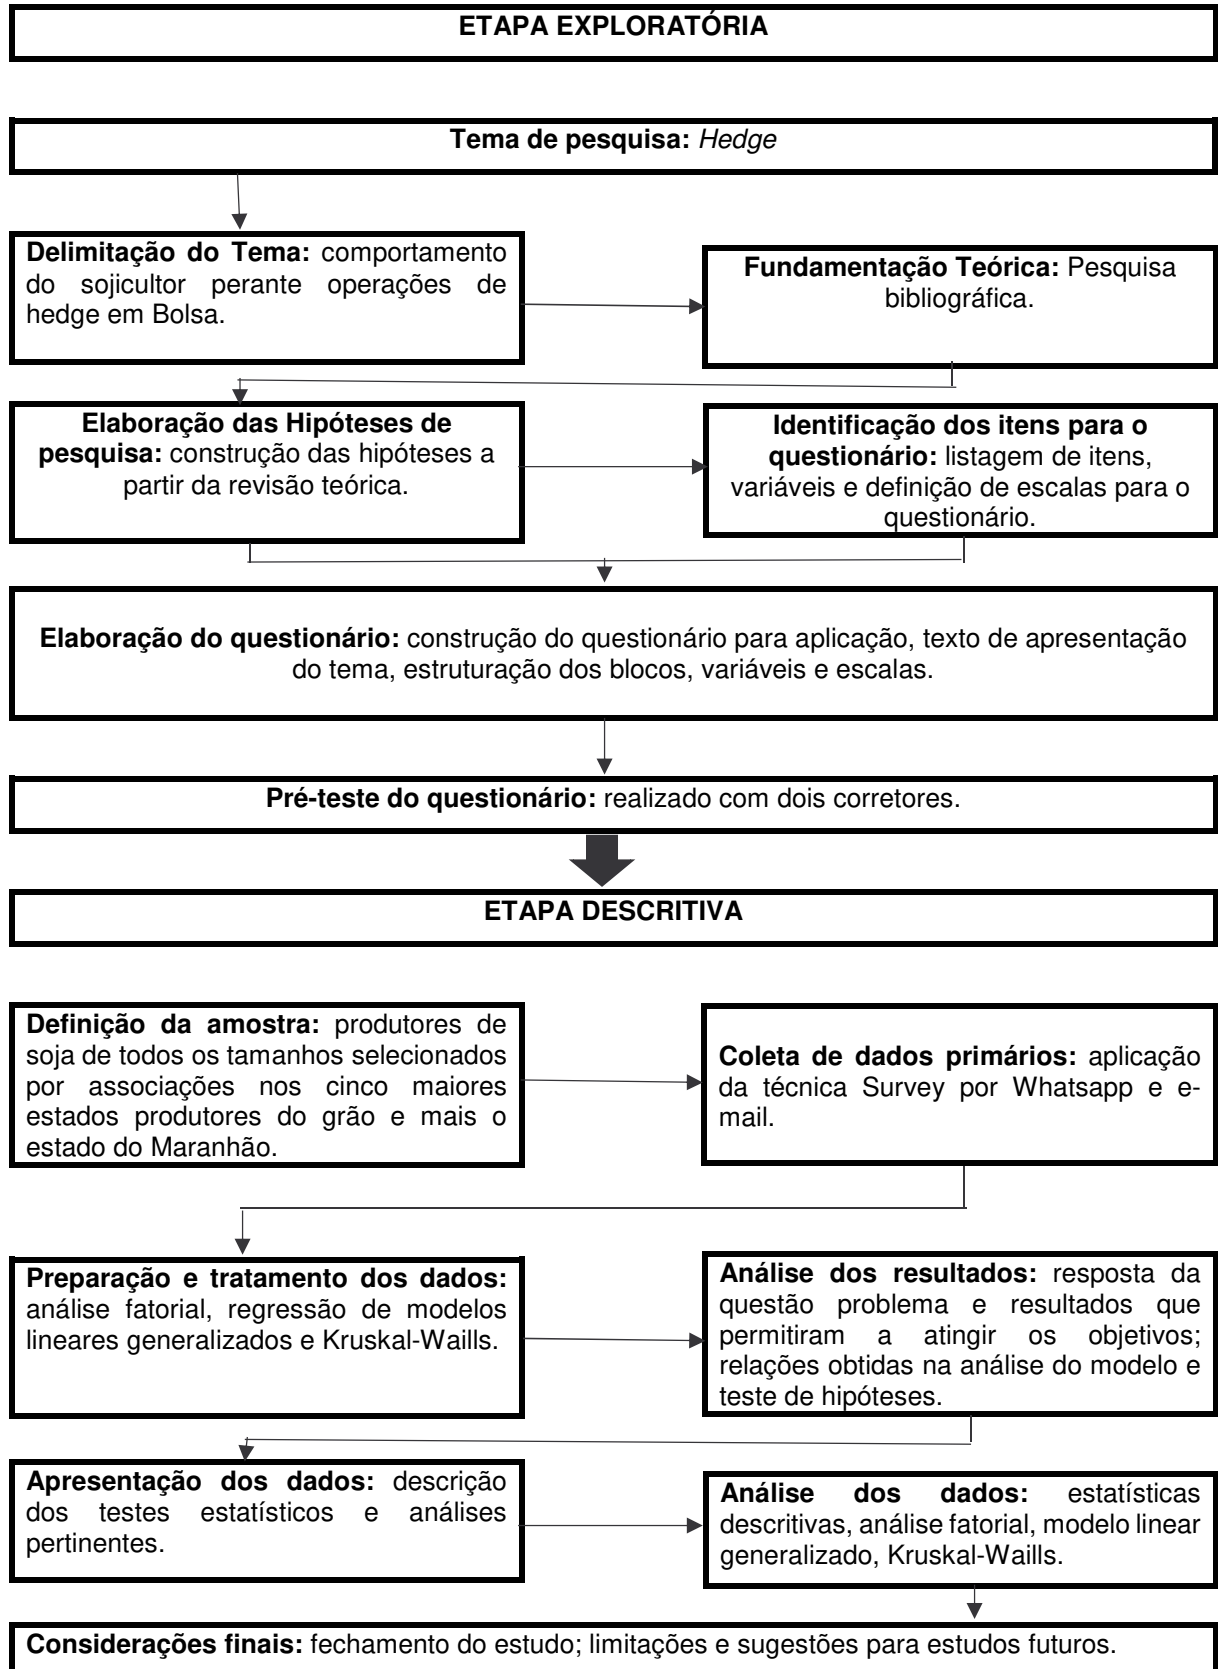 ETAPA EXPLORATÓRIA
Tema de pesquisa: Hedge
Delimitação do Tema: comportamento
do sojicultor perante operações de
hedge em Bolsa.
Fundamentação Teórica: Pesquisa
bibliográfica.
Elaboração das Hipóteses de
pesquisa: construção das hipóteses a
partir da revisão teórica.
Identificação dos itens para o
questionário: listagem de itens,
variáveis e definição de escalas para o
questionário.
Elaboração do questionário: construção do questionário para aplicação, texto de apresentação
do tema, estruturação dos blocos, variáveis e escalas.
Pré-teste do questionário: realizado com dois corretores.
ETAPA DESCRITIVA
Definição da amostra: produtores de
soja de todos os tamanhos selecionados
por associações nos cinco maiores
estados produtores do grão e mais o
estado do Maranhão.
Coleta de dados primários: aplicação
da técnica Survey por Whatsapp e e-
mail.
Preparação e tratamento dos dados:
análise fatorial, regressão de modelos
lineares generalizados e Kruskal-Waills.
Análise dos resultados: resposta da
questão problema e resultados que
permitiram a atingir os objetivos;
relações obtidas na análise do modelo e
teste de hipóteses.
Apresentação dos dados: descrição
dos testes estatísticos e análises
pertinentes.
Análise dos dados: estatísticas
descritivas, análise fatorial, modelo linear
generalizado, Kruskal-Waills.
Considerações finais: fechamento do estudo; limitações e sugestões para estudos futuros.